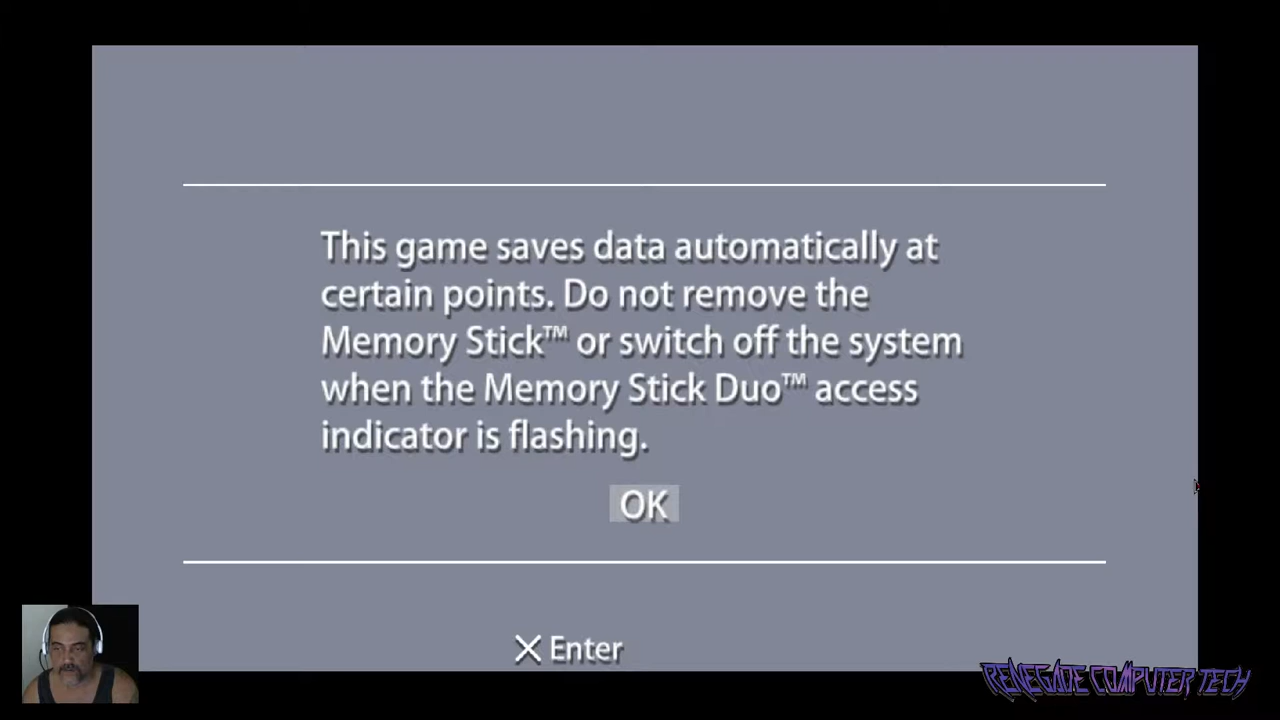 This game saves data automatically at
certain points. Do not remove the
Memory Stick™ or switch off the system
when the Memory Stick Duo™ access
indicator is flashing.
OK
Enter
RENEGADE COMPUTER TECH